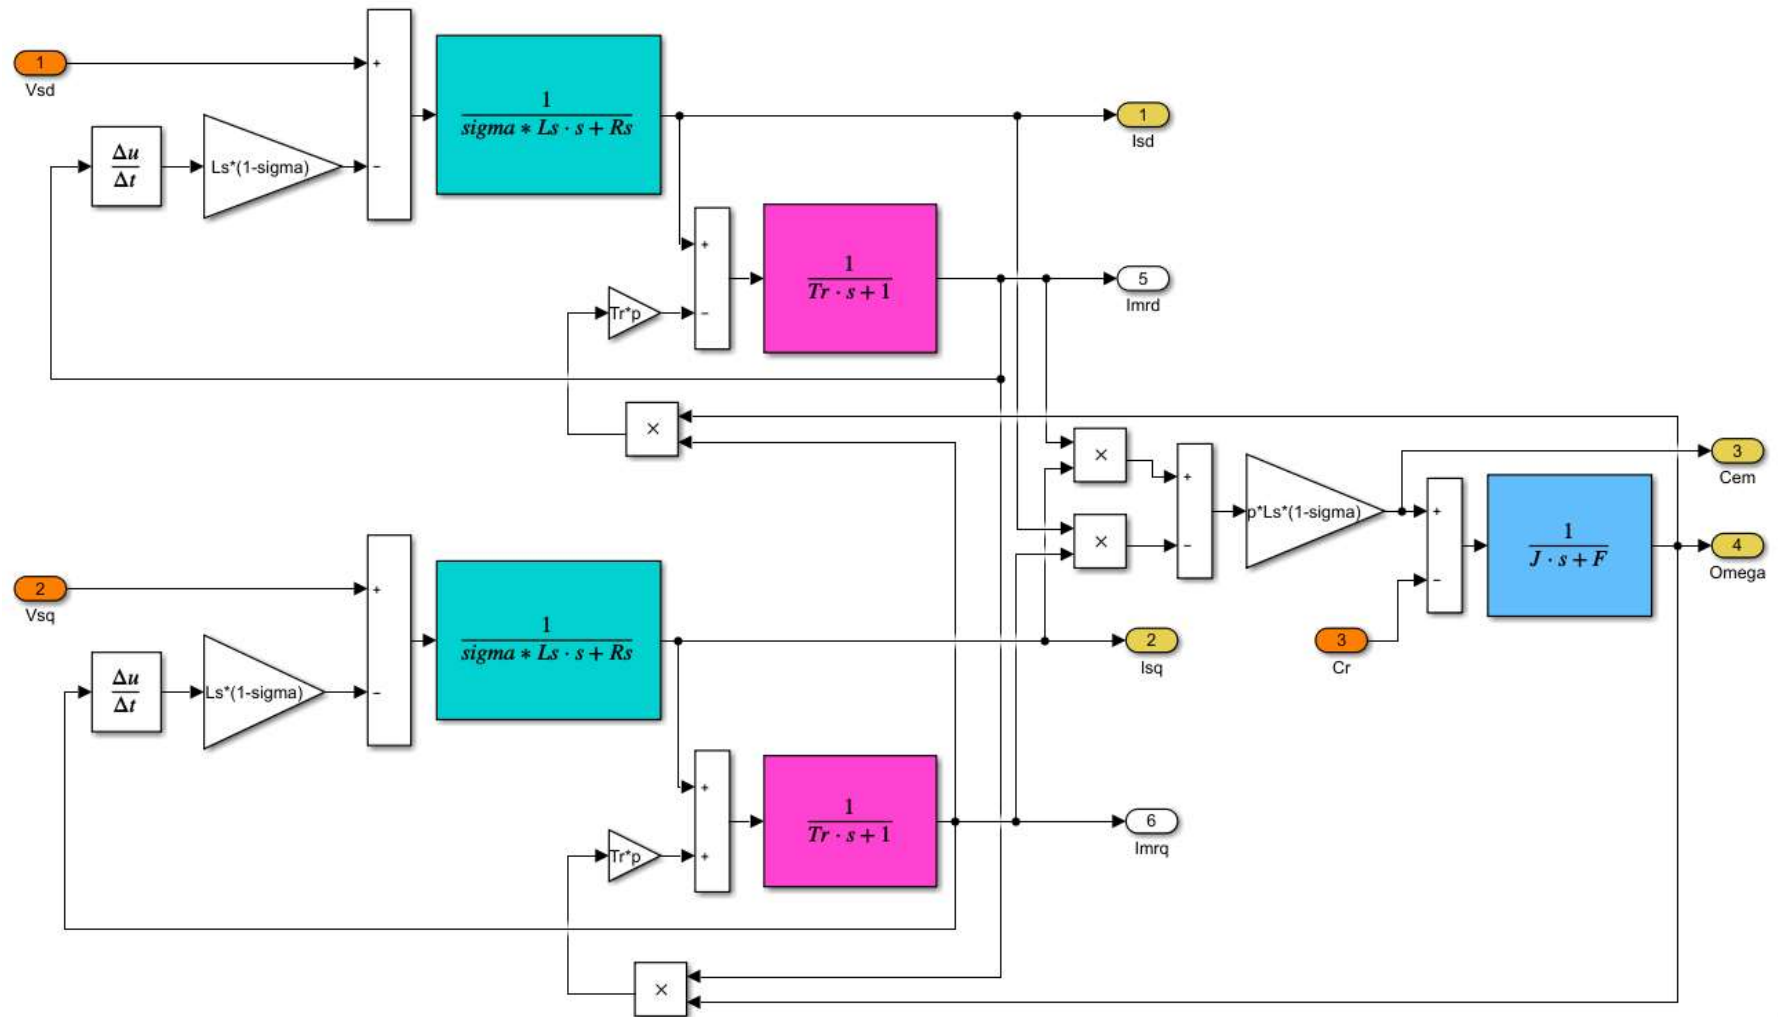 1
Vsd
Δu
Δt
Ls*(1-sigma)
+
−
1
sigma * Ls · s + Rs
1
Isd
+
−
Tr*p
1
Tr · s + 1
5
Imrd
×
×
×
+
−
p*Ls*(1-sigma)
+
−
1
J · s + F
3
Cem
4
Omega
3
Cr
2
Vsq
Δu
Δt
Ls*(1-sigma)
+
−
1
sigma * Ls · s + Rs
2
Isq
+
+
Tr*p
1
Tr · s + 1
6
Imrq
×